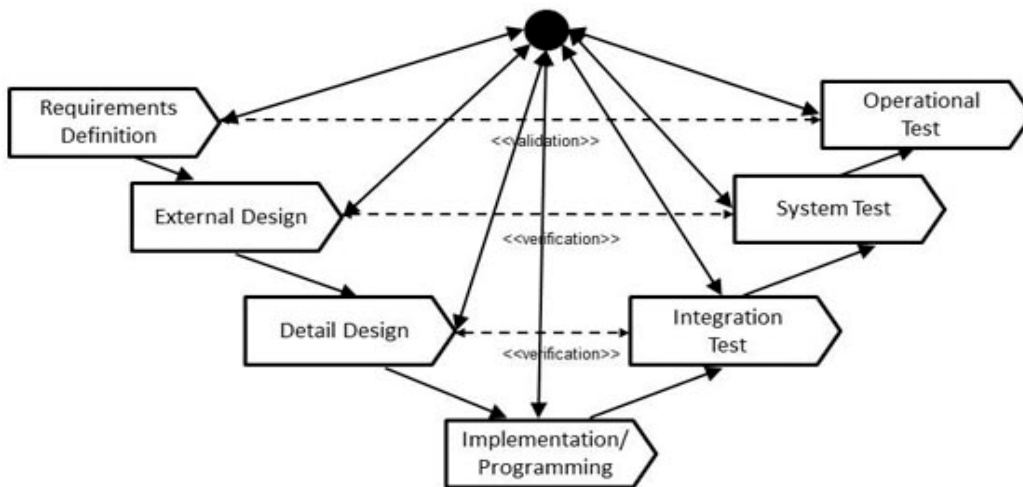 Requirements
Definition
Operational
Test
<<validation>>
External Design
System Test
<<verification>>
Detail Design
Integration
Test
<<verification>>
Implementation/
Programming